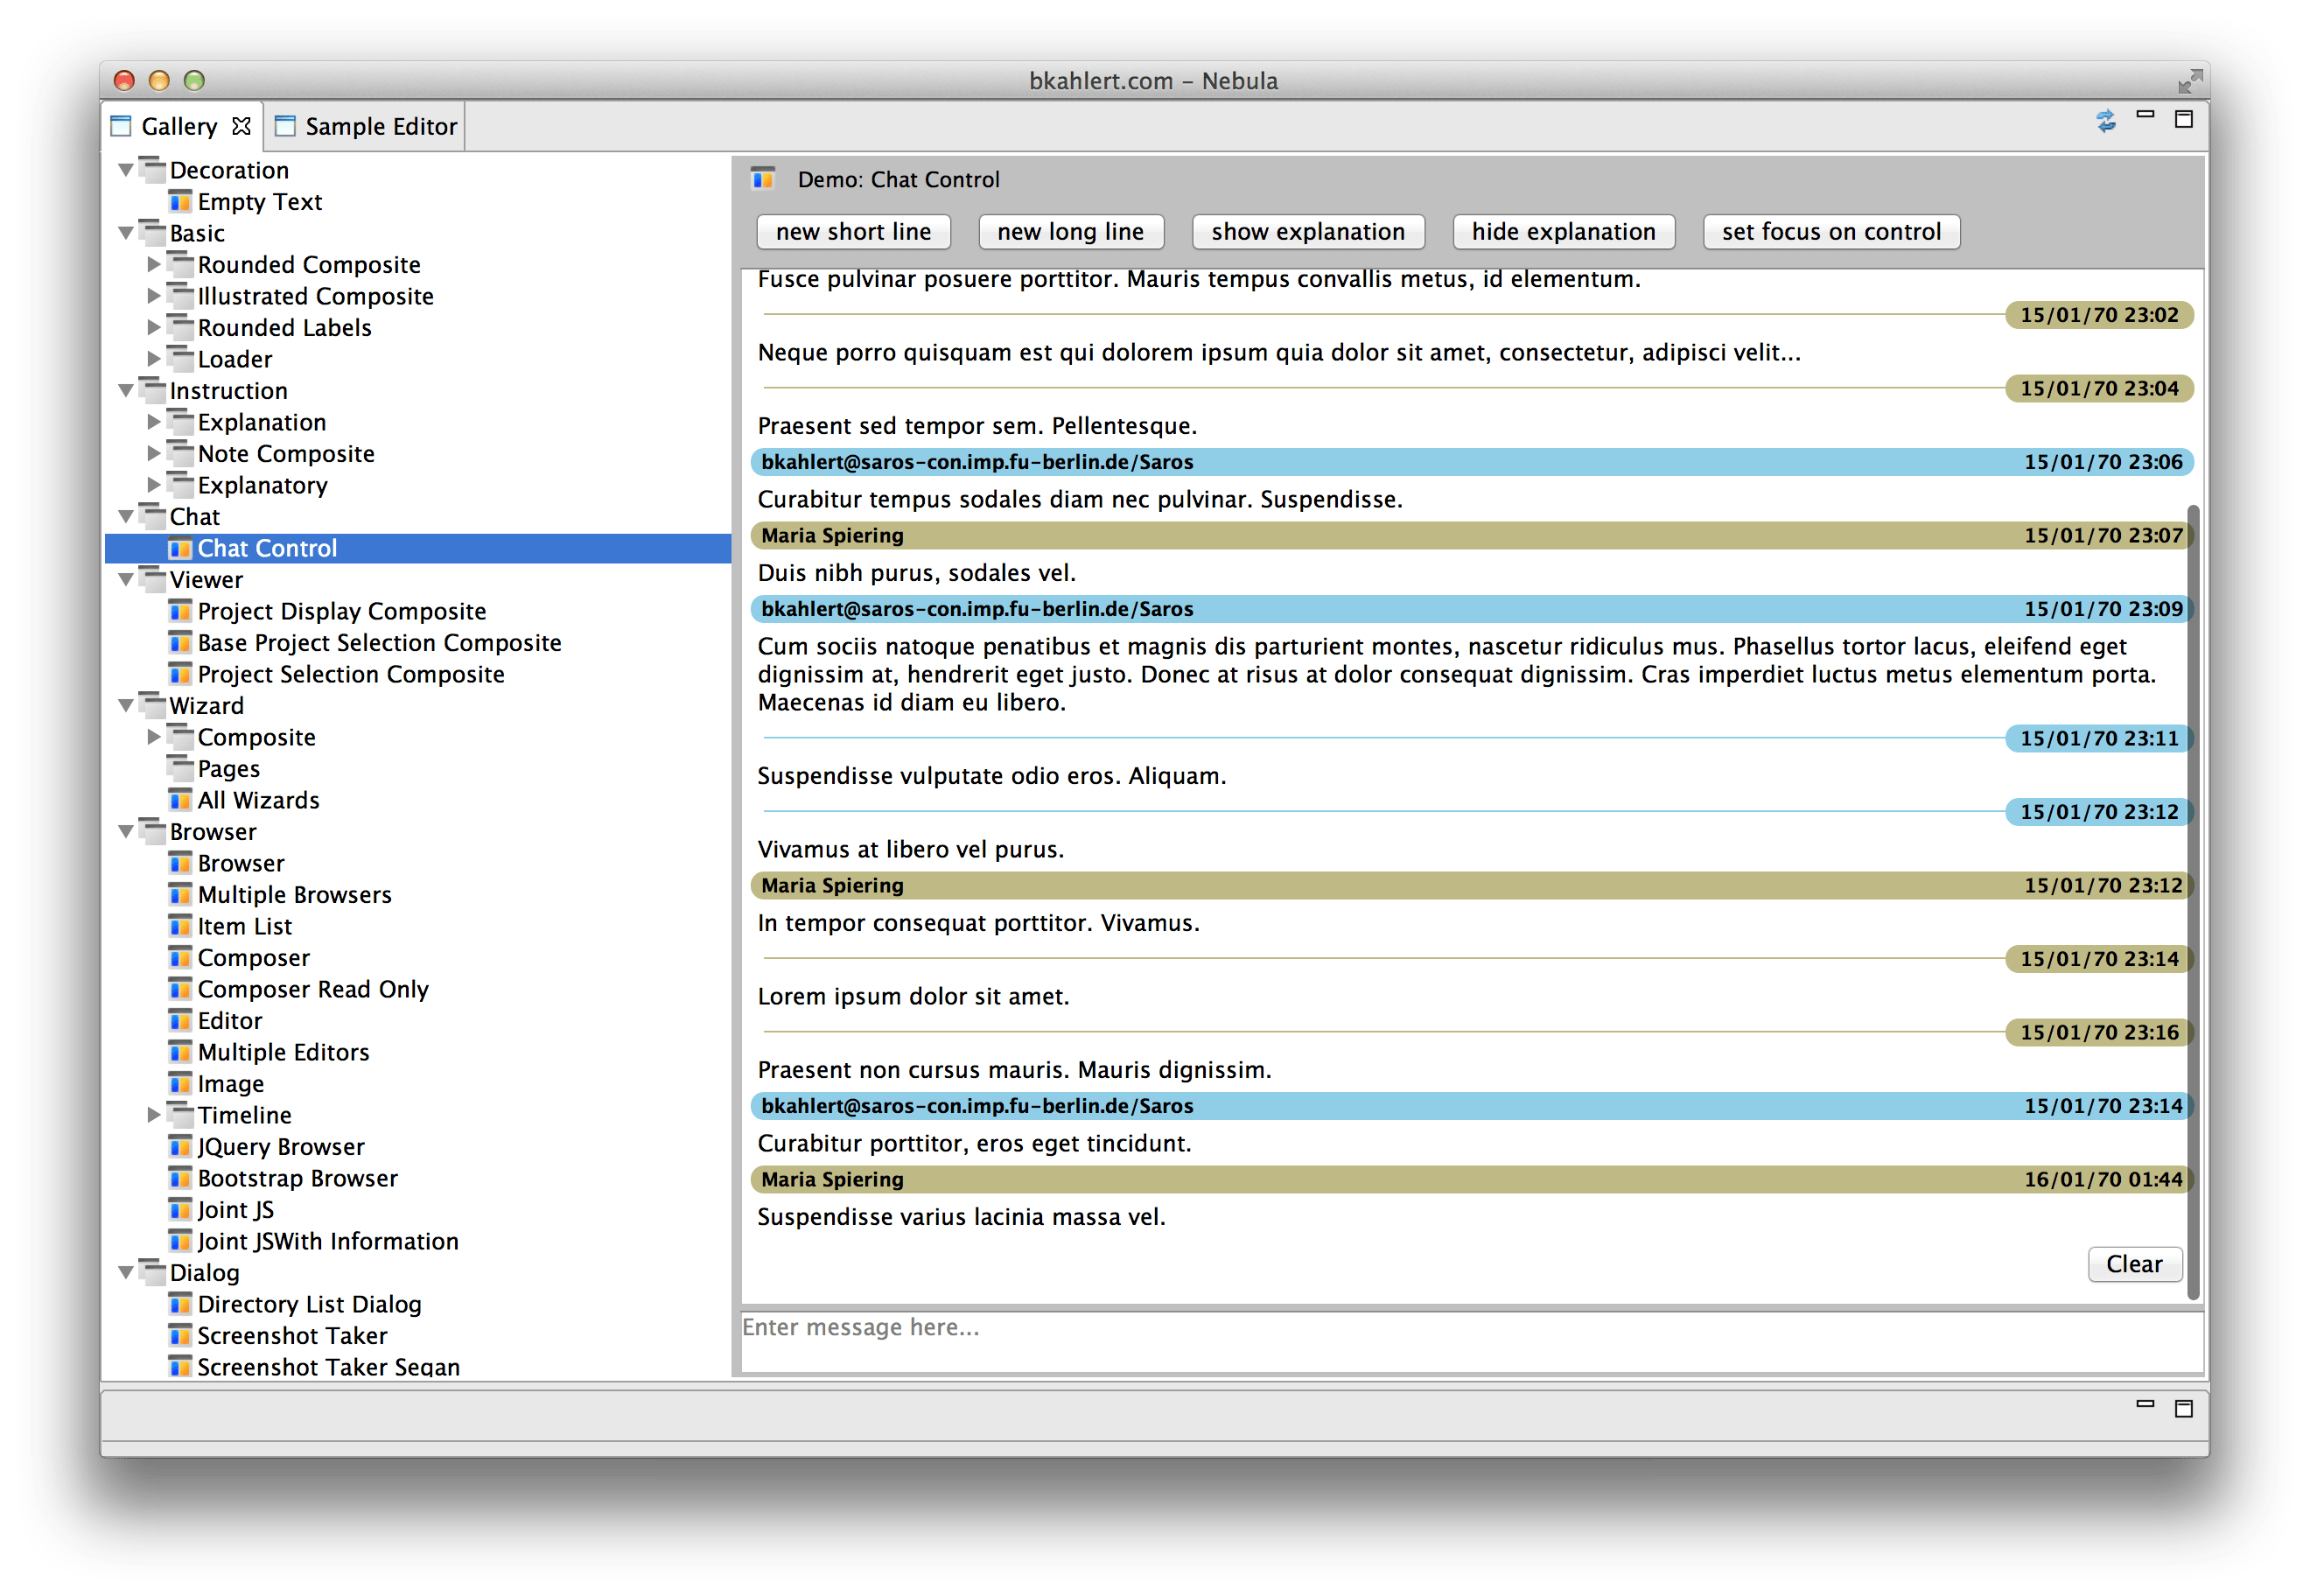 bkahlert.com – Nebula
Gallery
Sample Editor
Decoration
Empty Text
Basic
Rounded Composite
Illustrated Composite
Rounded Labels
Loader
Instruction
Explanation
Note Composite
Explanatory
Chat
Chat Control
Viewer
Project Display Composite
Base Project Selection Composite
Project Selection Composite
Wizard
Composite
Pages
All Wizards
Browser
Browser
Multiple Browsers
Item List
Composer
Composer Read Only
Editor
Multiple Editors
Image
Timeline
JQuery Browser
Bootstrap Browser
Joint JS
Joint JSWith Information
Dialog
Directory List Dialog
Screenshot Taker
Screenshot Taker Seqan
Demo: Chat Control
new short line
new long line
show explanation
hide explanation
set focus on control
Fusce pulvinar posuere porttitor. Mauris tempus convallis metus, id elementum.
15/01/70 23:02
Neque porro quisquam est qui dolorem ipsum quia dolor sit amet, consectetur, adipisci velit...
15/01/70 23:04
Praesent sed tempor sem. Pellentesque.
bkahlert@saros-con.imp.fu-berlin.de/Saros 15/01/70 23:06
Curabitur tempus sodales diam nec pulvinar. Suspendisse.
Maria Spiering 15/01/70 23:07
Duis nibh purus, sodales vel.
bkahlert@saros-con.imp.fu-berlin.de/Saros 15/01/70 23:09
Cum sociis natoque penatibus et magnis dis parturient montes, nascetur ridiculus mus. Phasellus tortor lacus, eleifend eget
dignissim at, hendrerit eget justo. Donec at risus at dolor consequat dignissim. Cras imperdiet luctus metus elementum porta.
Maecenas id diam eu libero.
15/01/70 23:11
Suspendisse vulputate odio eros. Aliquam.
15/01/70 23:12
Vivamus at libero vel purus.
Maria Spiering 15/01/70 23:12
In tempor consequat porttitor. Vivamus.
15/01/70 23:14
Lorem ipsum dolor sit amet.
15/01/70 23:16
Praesent non cursus mauris. Mauris dignissim.
bkahlert@saros-con.imp.fu-berlin.de/Saros 15/01/70 23:14
Curabitur porttitor, eros eget tincidunt.
Maria Spiering 16/01/70 01:44
Suspendisse varius lacinia massa vel.
Clear
Enter message here...